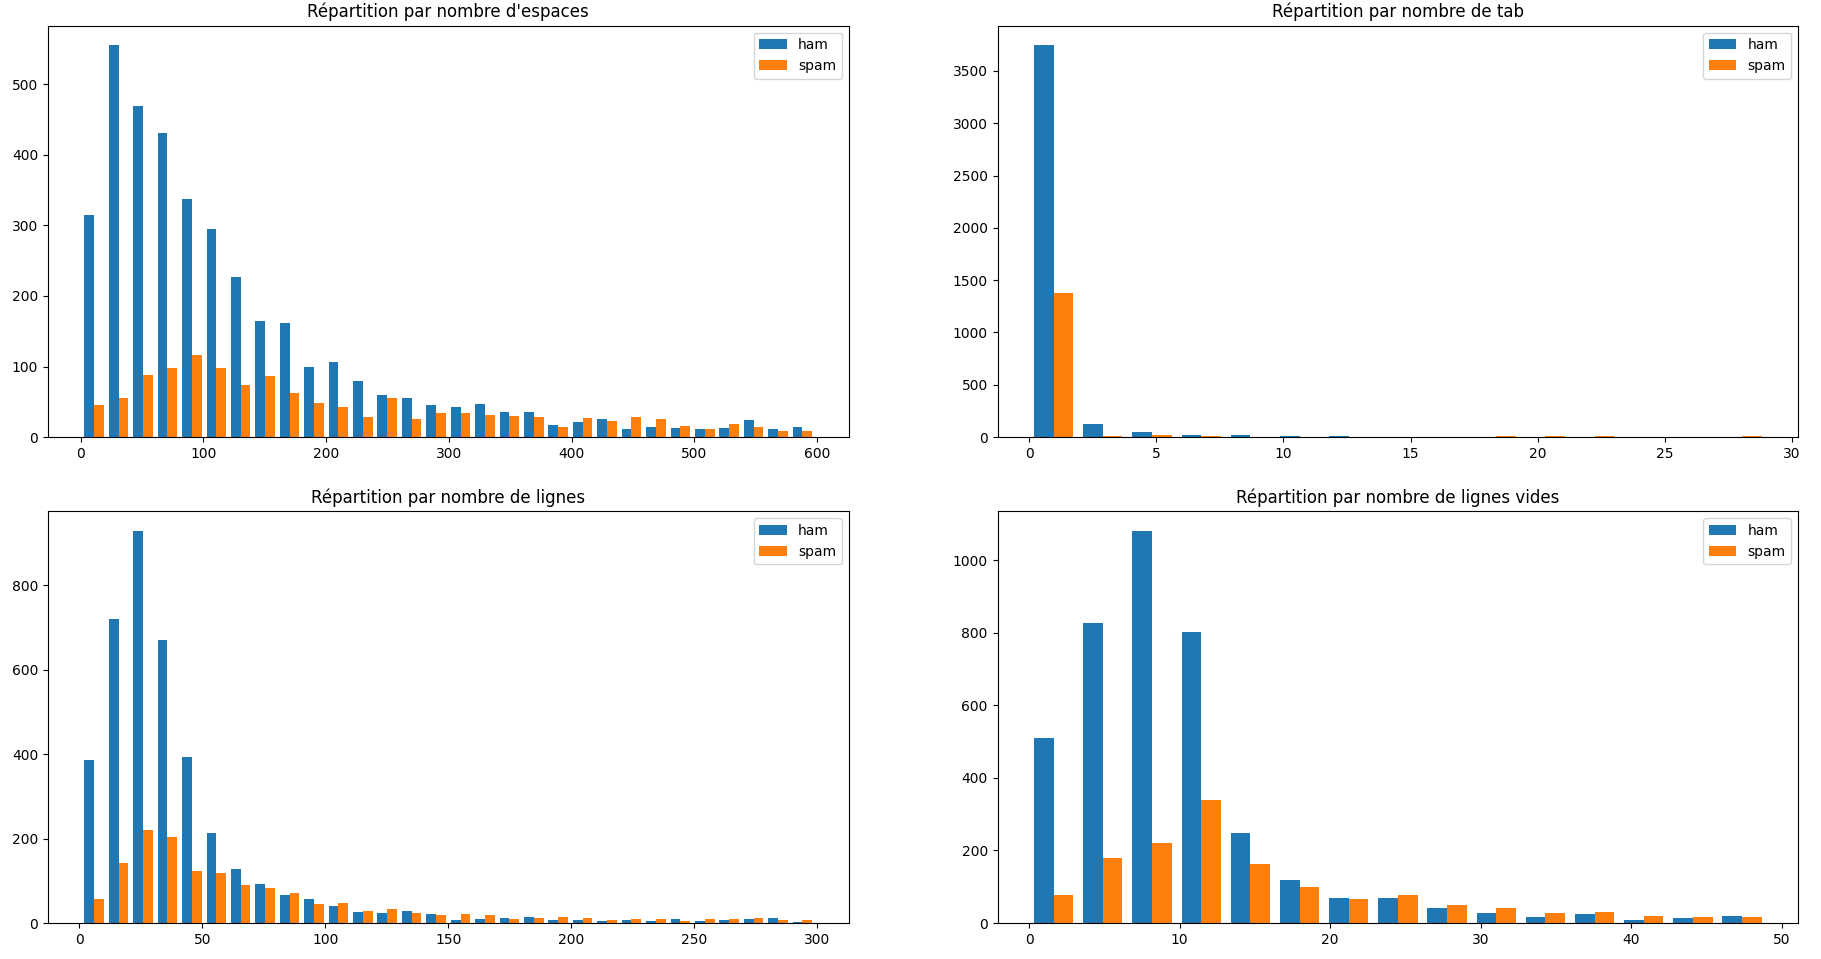 Répartition par nombre d'espaces
ham
spam
500
400
300
200
100
0
0 100 200 300 400 500 600
Répartition par nombre de tab
ham
spam
3500
3000
2500
2000
1500
1000
500
0
0 5 10 15 20 25 30
Répartition par nombre de lignes
ham
spam
800
600
400
200
0
0 50 100 150 200 250 300
Répartition par nombre de lignes vides
ham
spam
1000
800
600
400
200
0
0 10 20 30 40 50